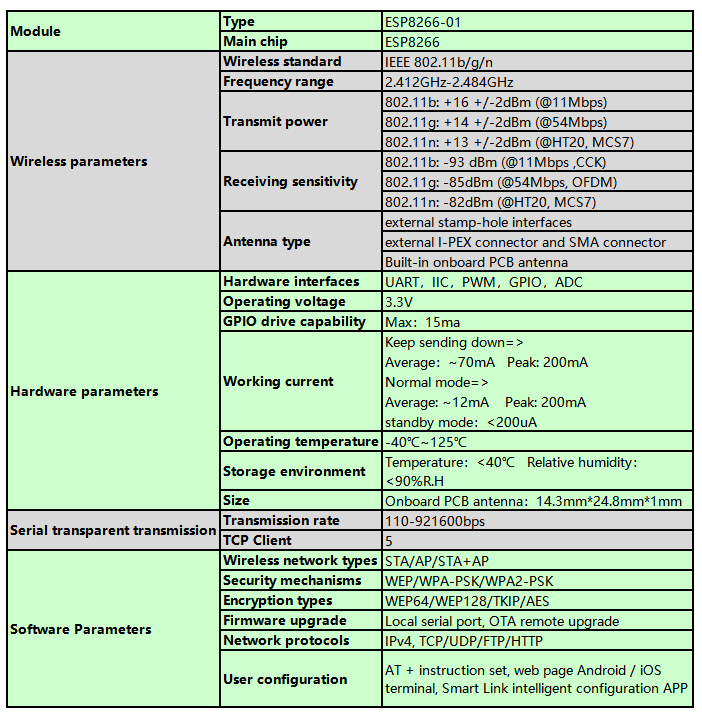 Module
Type
ESP8266-01
Main chip
ESP8266
Wireless parameters
Wireless standard
IEEE 802.11b/g/n
Frequency range
2.412GHz-2.484GHz
Transmit power
802.11b: +16 +/-2dBm (@11Mbps)
802.11g: +14 +/-2dBm (@54Mbps)
802.11n: +13 +/-2dBm (@HT20, MCS7)
Receiving sensitivity
802.11b: -93 dBm (@11Mbps ,CCK)
802.11g: -85dBm (@54Mbps, OFDM)
802.11n: -82dBm (@HT20, MCS7)
Antenna type
external stamp-hole interfaces
external I-PEX connector and SMA connector
Built-in onboard PCB antenna
Hardware parameters
Hardware interfaces
UART，IIC，PWM，GPIO，ADC
Operating voltage
3.3V
GPIO drive capability
Max：15ma
Working current
Keep sending down=>
Average：~70mA Peak: 200mA
Normal mode=>
Average: ~12mA Peak: 200mA
standby mode：<200uA
Operating temperature
-40℃~125℃
Storage environment
Temperature：<40℃ Relative humidity：
<90%R.H
Size
Onboard PCB antenna：14.3mm*24.8mm*1mm
Serial transparent transmission
Transmission rate
110-921600bps
TCP Client
5
Software Parameters
Wireless network types
STA/AP/STA+AP
Security mechanisms
WEP/WPA-PSK/WPA2-PSK
Encryption types
WEP64/WEP128/TKIP/AES
Firmware upgrade
Local serial port, OTA remote upgrade
Network protocols
IPv4, TCP/UDP/FTP/HTTP
User configuration
AT + instruction set, web page Android / iOS
terminal, Smart Link intelligent configuration APP